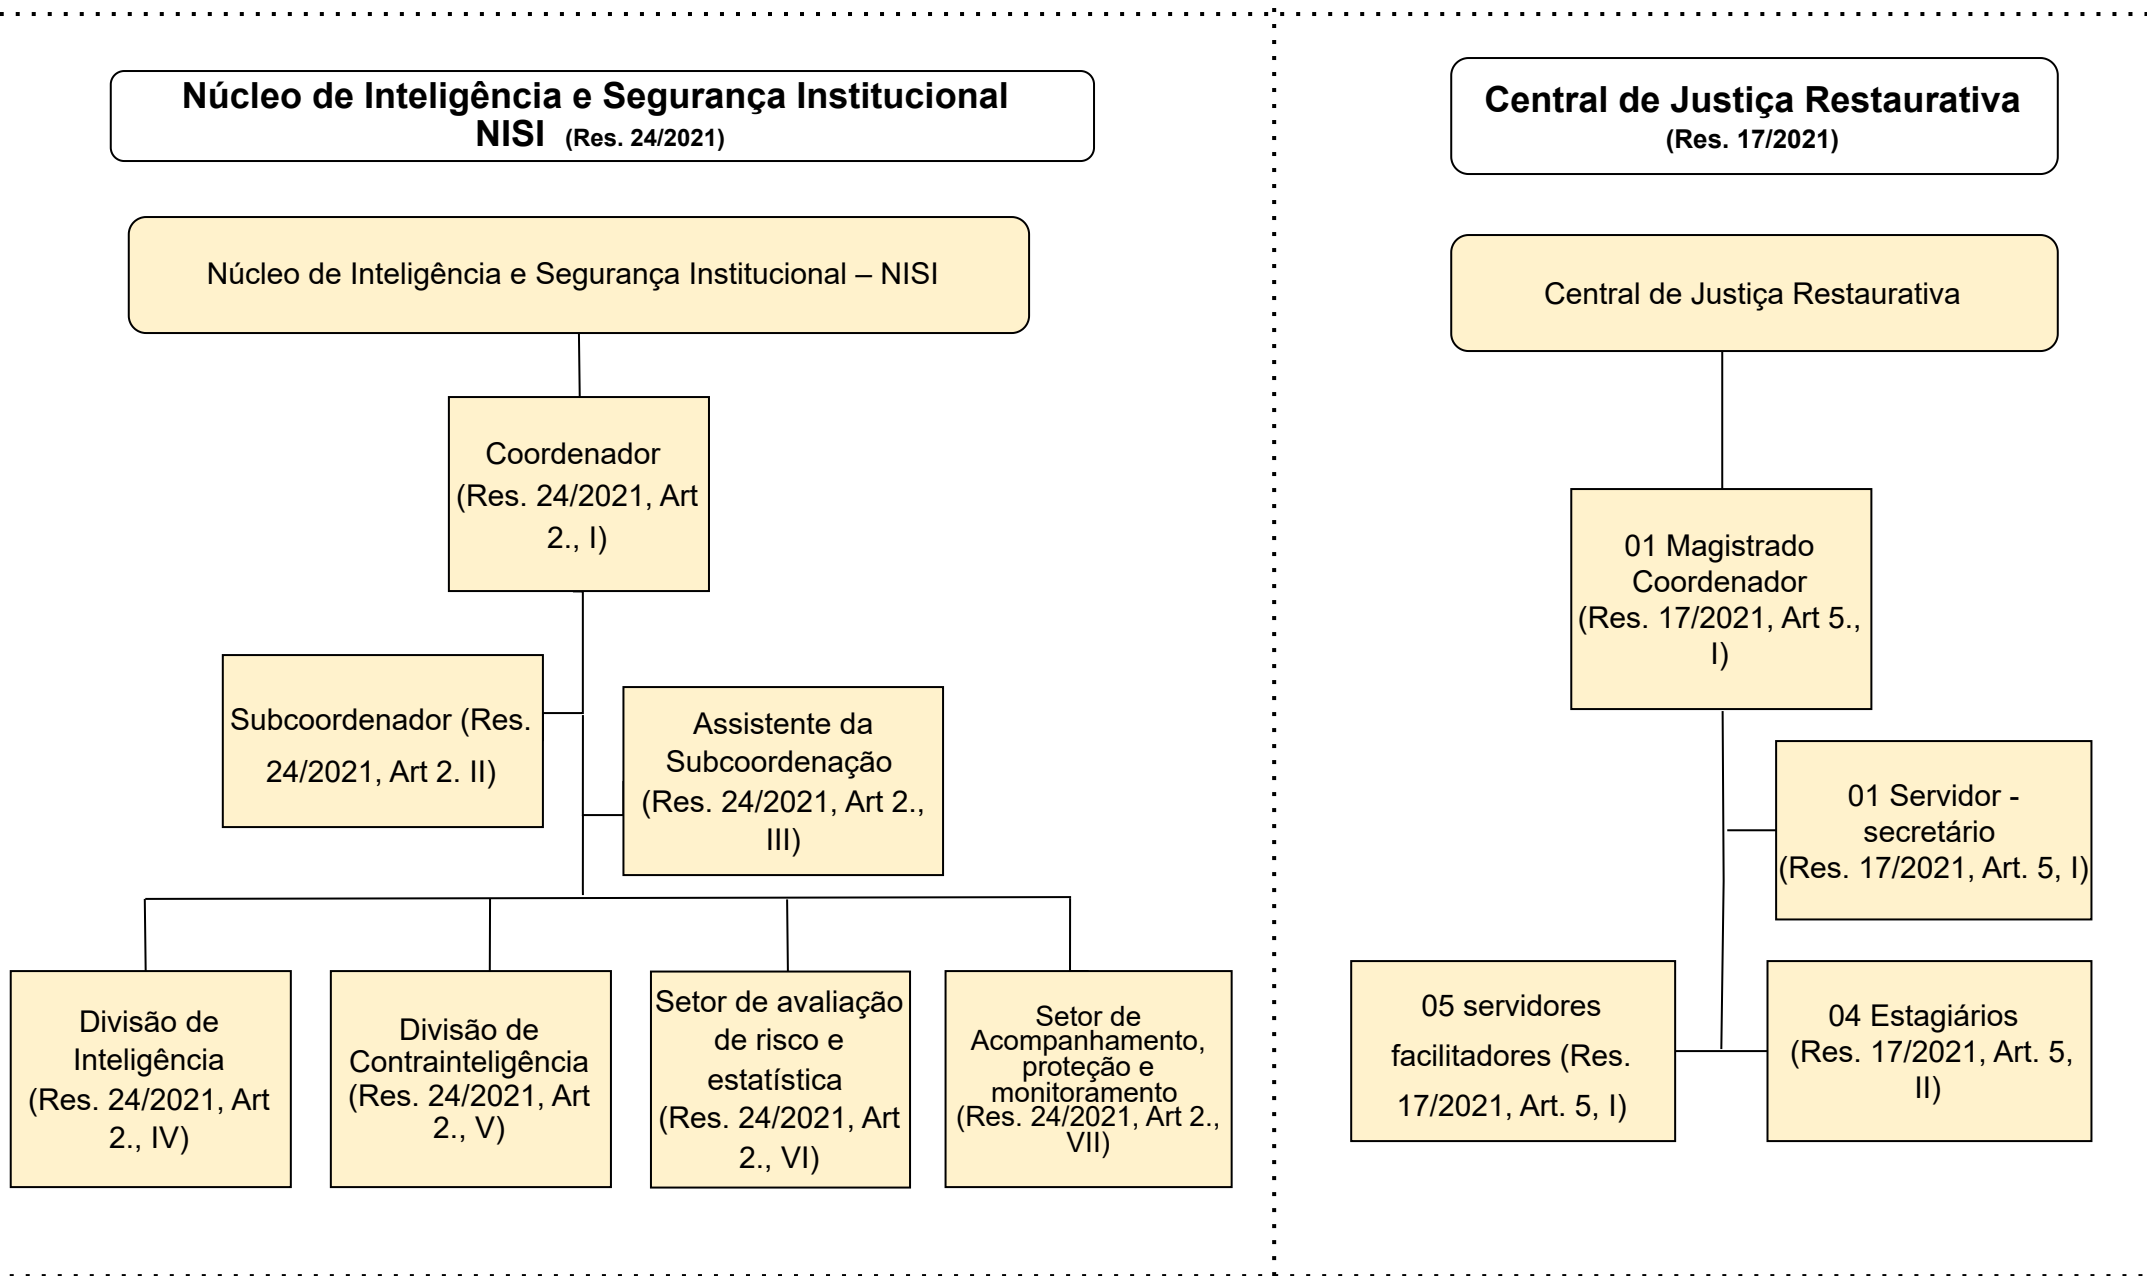 Núcleo de Inteligência e Segurança Institucional
NISI (Res. 24/2021)
Núcleo de Inteligência e Segurança Institucional – NISI
Coordenador
(Res. 24/2021, Art
2., I)
Subcoordenador (Res.
24/2021, Art 2. II)
Assistente da
Subcoordenação
(Res. 24/2021, Art 2.,
III)
Divisão de
Inteligência
(Res. 24/2021, Art
2., IV)
Divisão de
Contrainteligência
(Res. 24/2021, Art
2., V)
Setor de avaliação
de risco e
estatística
(Res. 24/2021, Art
2., VI)
Setor de
Acompanhamento,
proteção e
monitoramento
(Res. 24/2021, Art 2.,
VII)
Central de Justiça Restaurativa
(Res. 17/2021)
Central de Justiça Restaurativa
01 Magistrado
Coordenador
(Res. 17/2021, Art 5.,
I)
01 Servidor -
secretário
(Res. 17/2021, Art. 5, I)
05 servidores
facilitadores (Res.
17/2021, Art. 5, I)
04 Estagiários
(Res. 17/2021, Art. 5,
II)